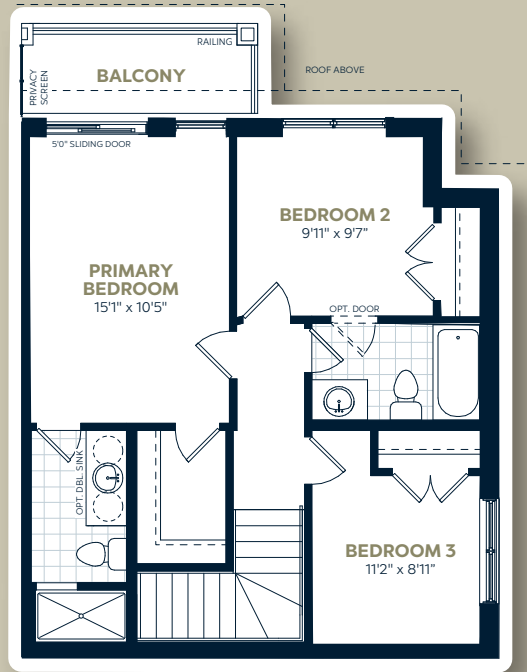 RAILING
BALCONY
PRIVACY
SCREEN
ROOF ABOVE
5'0" SLIDING DOOR
BEDROOM 2
9'11" x 9'7"
PRIMARY
BEDROOM
15'1" x 10'5"
OPT. DOOR
OPT. DBL. SINK
BEDROOM 3
11'2" x 8'11"